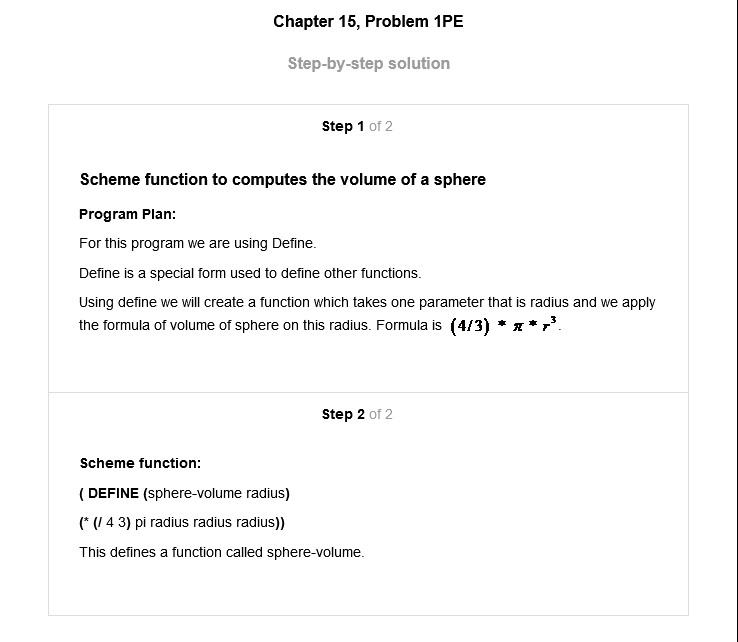 Chapter 15, Problem 1PE
Step-by-step solution
Step 1 of 2
Scheme function to computes the volume of a sphere
Program Plan:
For this program we are using Define.
Define is a special form used to define other functions.
Using define we will create a function which takes one parameter that is radius and we apply
the formula of volume of sphere on this radius. Formula is (4/3) * π * r³.
Step 2 of 2
Scheme function:
( DEFINE (sphere-volume radius)
(* (/ 4 3) pi radius radius radius))
This defines a function called sphere-volume.